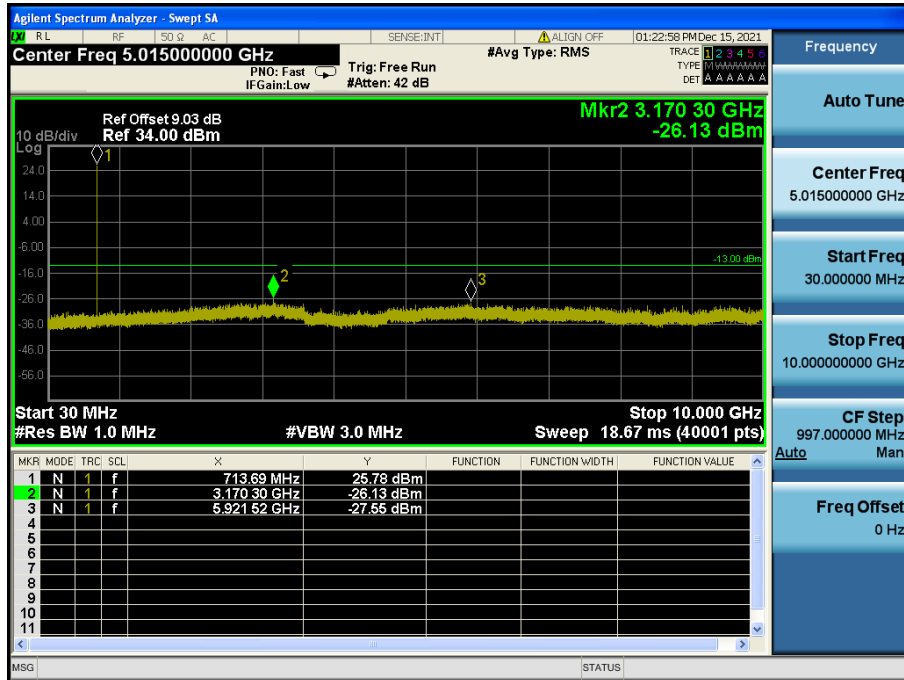 Agilent Spectrum Analyzer - Swept SA
LXI RL RF 50 Ω AC SENSE:INT ALIGN OFF 01:22:58 PM Dec 15, 2021
Center Freq 5.015000000 GHz
PNO: Fast
IFGain:Low
Trig: Free Run
#Atten: 42 dB
#Avg Type: RMS
TRACE 1 2 3 4 5 6
TYPE M W W W W W
DET A A A A A A
Ref Offset 9.03 dB
10 dB/div Ref 34.00 dBm
Log
Mkr2 3.170 30 GHz
-26.13 dBm
1
24.0
14.0
4.00
-6.00
-13.00 dBm
-16.0
2
3
-26.0
-36.0
-46.0
-56.0
Start 30 MHz Stop 10.000 GHz
#Res BW 1.0 MHz #VBW 3.0 MHz Sweep 18.67 ms (40001 pts)
MKR MODE TRC SCL X Y FUNCTION FUNCTION WIDTH FUNCTION VALUE
1 N 1 f 713.69 MHz 25.78 dBm
2 N 1 f 3.170 30 GHz -26.13 dBm
3 N 1 f 5.921 52 GHz -27.55 dBm
4
5
6
7
8
9
10
11
MSG STATUS
Frequency
Auto Tune
Center Freq
5.015000000 GHz
Start Freq
30.000000 MHz
Stop Freq
10.000000000 GHz
CF Step
997.000000 MHz
Auto Man
Freq Offset
0 Hz